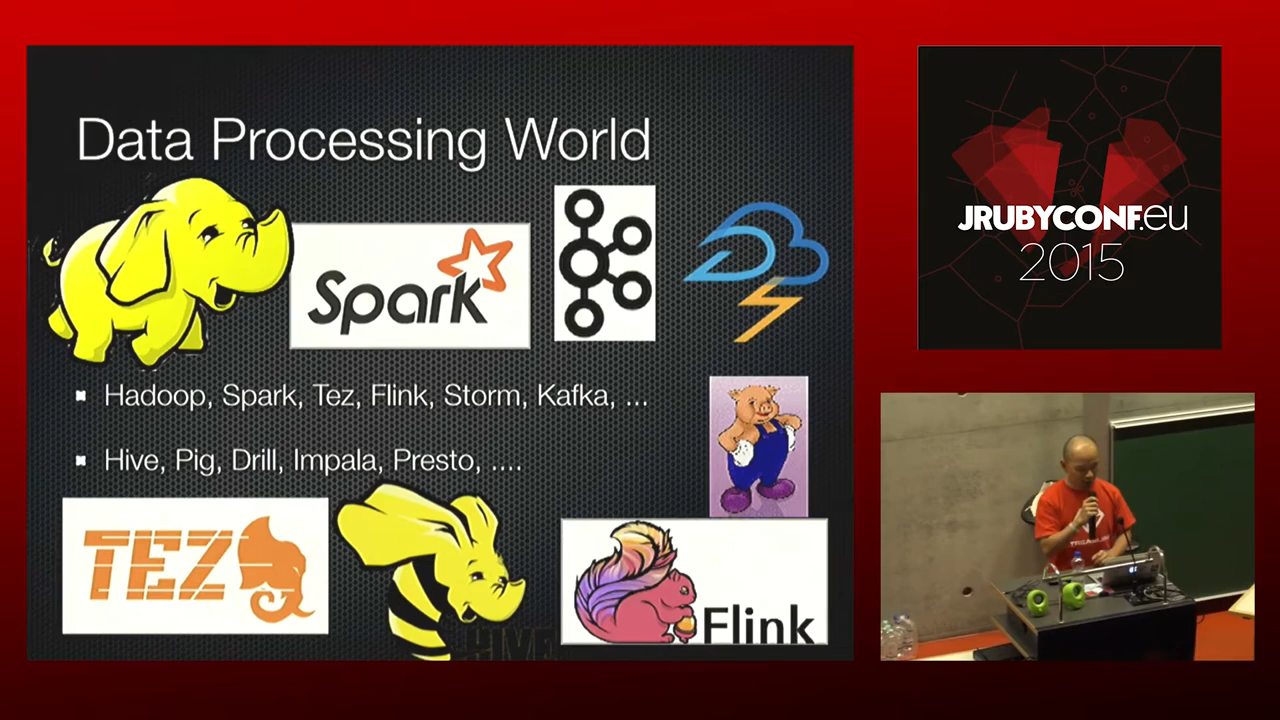 Data Processing World
Spark
Hadoop, Spark, Tez, Flink, Storm, Kafka, ...
Hive, Pig, Drill, Impala, Presto, ....
TEZ
HIVE
Flink
JRUBYCONF.eu
2015